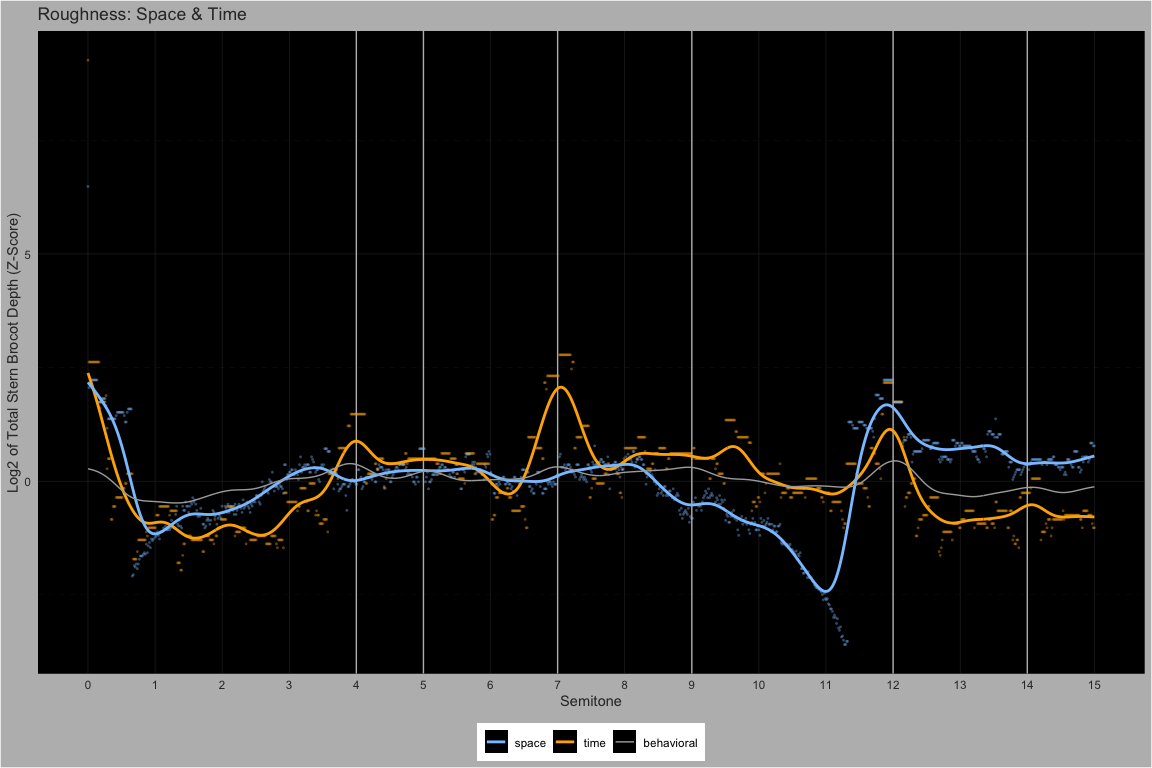 Roughness: Space & Time
Log2 of Total Stern Brocot Depth (Z-Score)
5
0
0 1 2 3 4 5 6 7 8 9 10 11 12 13 14 15
Semitone
space time behavioral